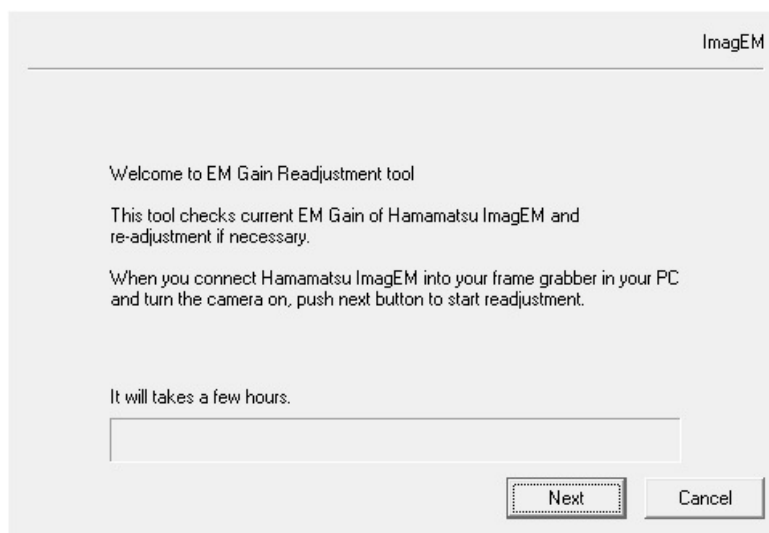 ImagEM
Welcome to EM Gain Readjustment tool
This tool checks current EM Gain of Hamamatsu ImagEM and
re-adjustment if necessary.
When you connect Hamamatsu ImagEM into your frame grabber in your PC
and turn the camera on, push next button to start readjustment.
It will takes a few hours.
Next
Cancel